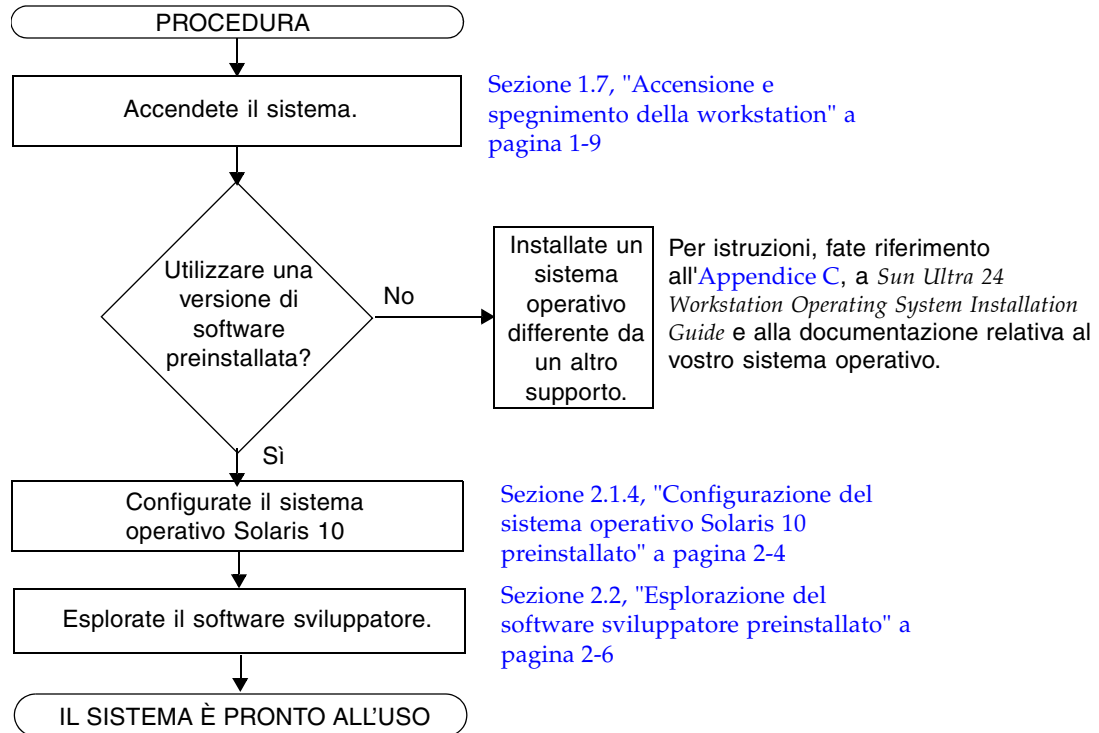 PROCEDURA
Accendete il sistema.
Sezione 1.7, "Accensione e
spegnimento della workstation" a
pagina 1-9
Utilizzare una
versione di
software
preinstallata?
No
Installate un
sistema
operativo
differente da
un altro
supporto.
Per istruzioni, fate riferimento
all'Appendice C, a Sun Ultra 24
Workstation Operating System Installation
Guide e alla documentazione relativa al
vostro sistema operativo.
Sì
Configurate il sistema
operativo Solaris 10
Sezione 2.1.4, "Configurazione del
sistema operativo Solaris 10
preinstallato" a pagina 2-4
Esplorate il software sviluppatore.
Sezione 2.2, "Esplorazione del
software sviluppatore preinstallato" a
pagina 2-6
IL SISTEMA È PRONTO ALL'USO